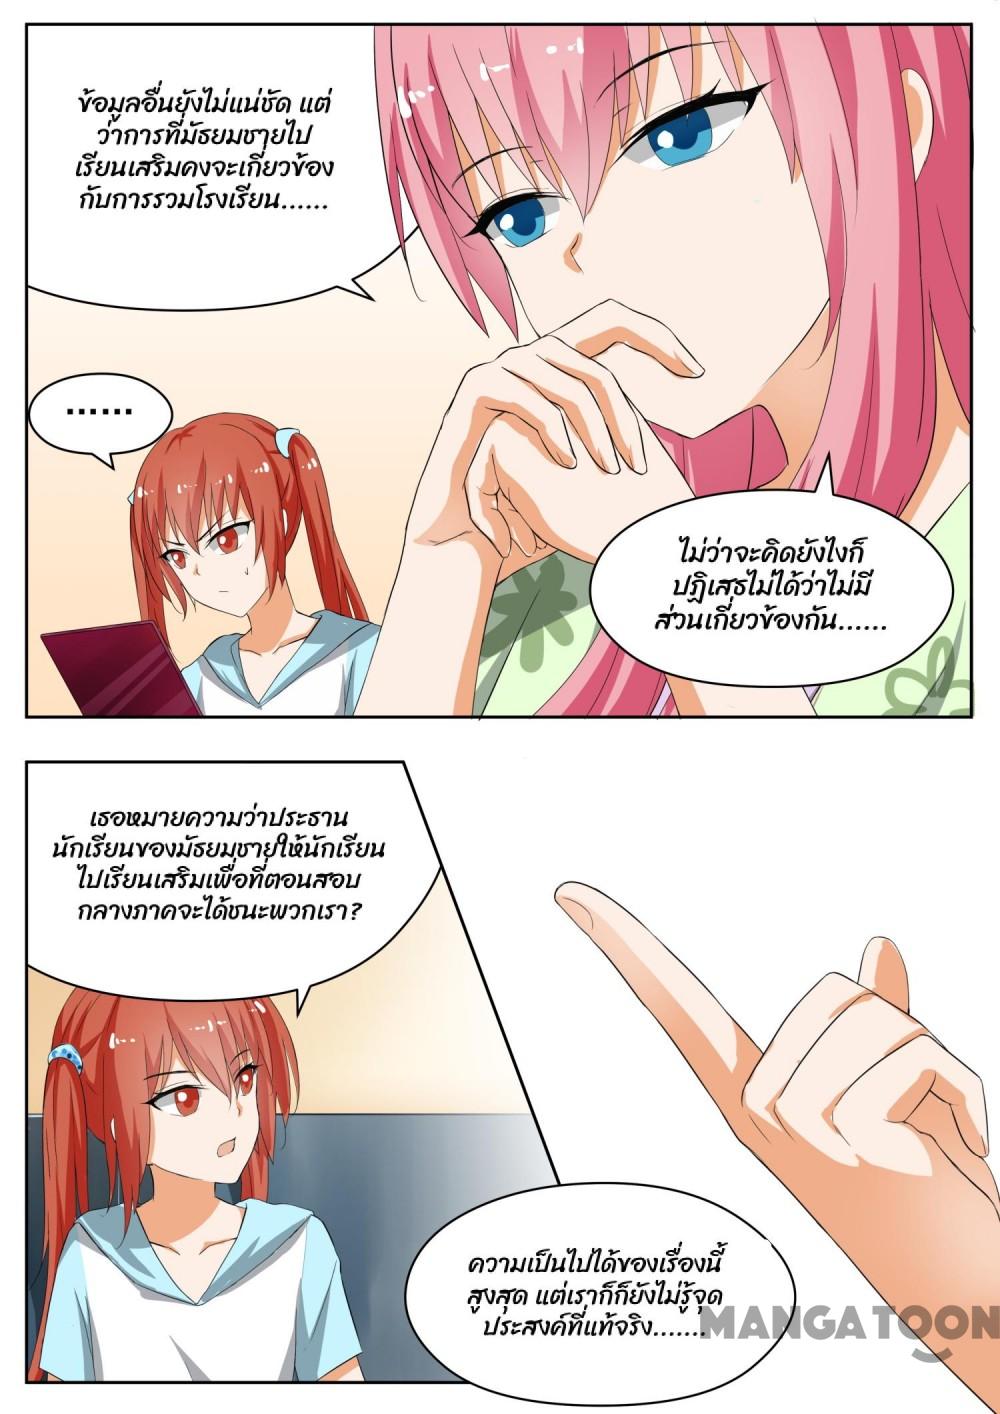 ข้อมูลอื่นยังไม่แน่ชัด แต่
ว่าการที่มัธยมชายไป
เรียนเสริมคงจะเกี่ยวข้อง
กับการรวมโรงเรียน......
......
ไม่ว่าจะคิดยังไงก็
ปฏิเสธไม่ได้ว่าไม่มี
ส่วนเกี่ยวข้องกัน......
เธอหมายความว่าประธาน
นักเรียนของมัธยมชายให้นักเรียน
ไปเรียนเสริมเพื่อที่ตอนสอบ
กลางภาคจะได้ชนะพวกเรา?
ความเป็นไปได้ของเรื่องนี้
สูงสุด แต่เราก็ก็ยังไม่รู้จุด
ประสงค์ที่แท้จริง.......
MANGATOON